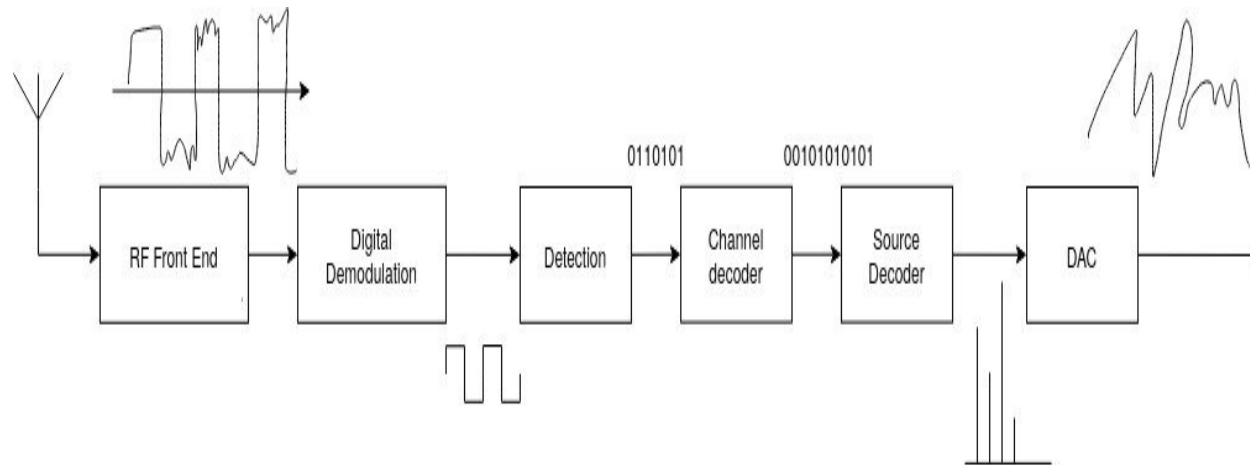 0110101
00101010101
RF Front End
Digital
Demodulation
Detection
Channel
decoder
Source
Decoder
DAC